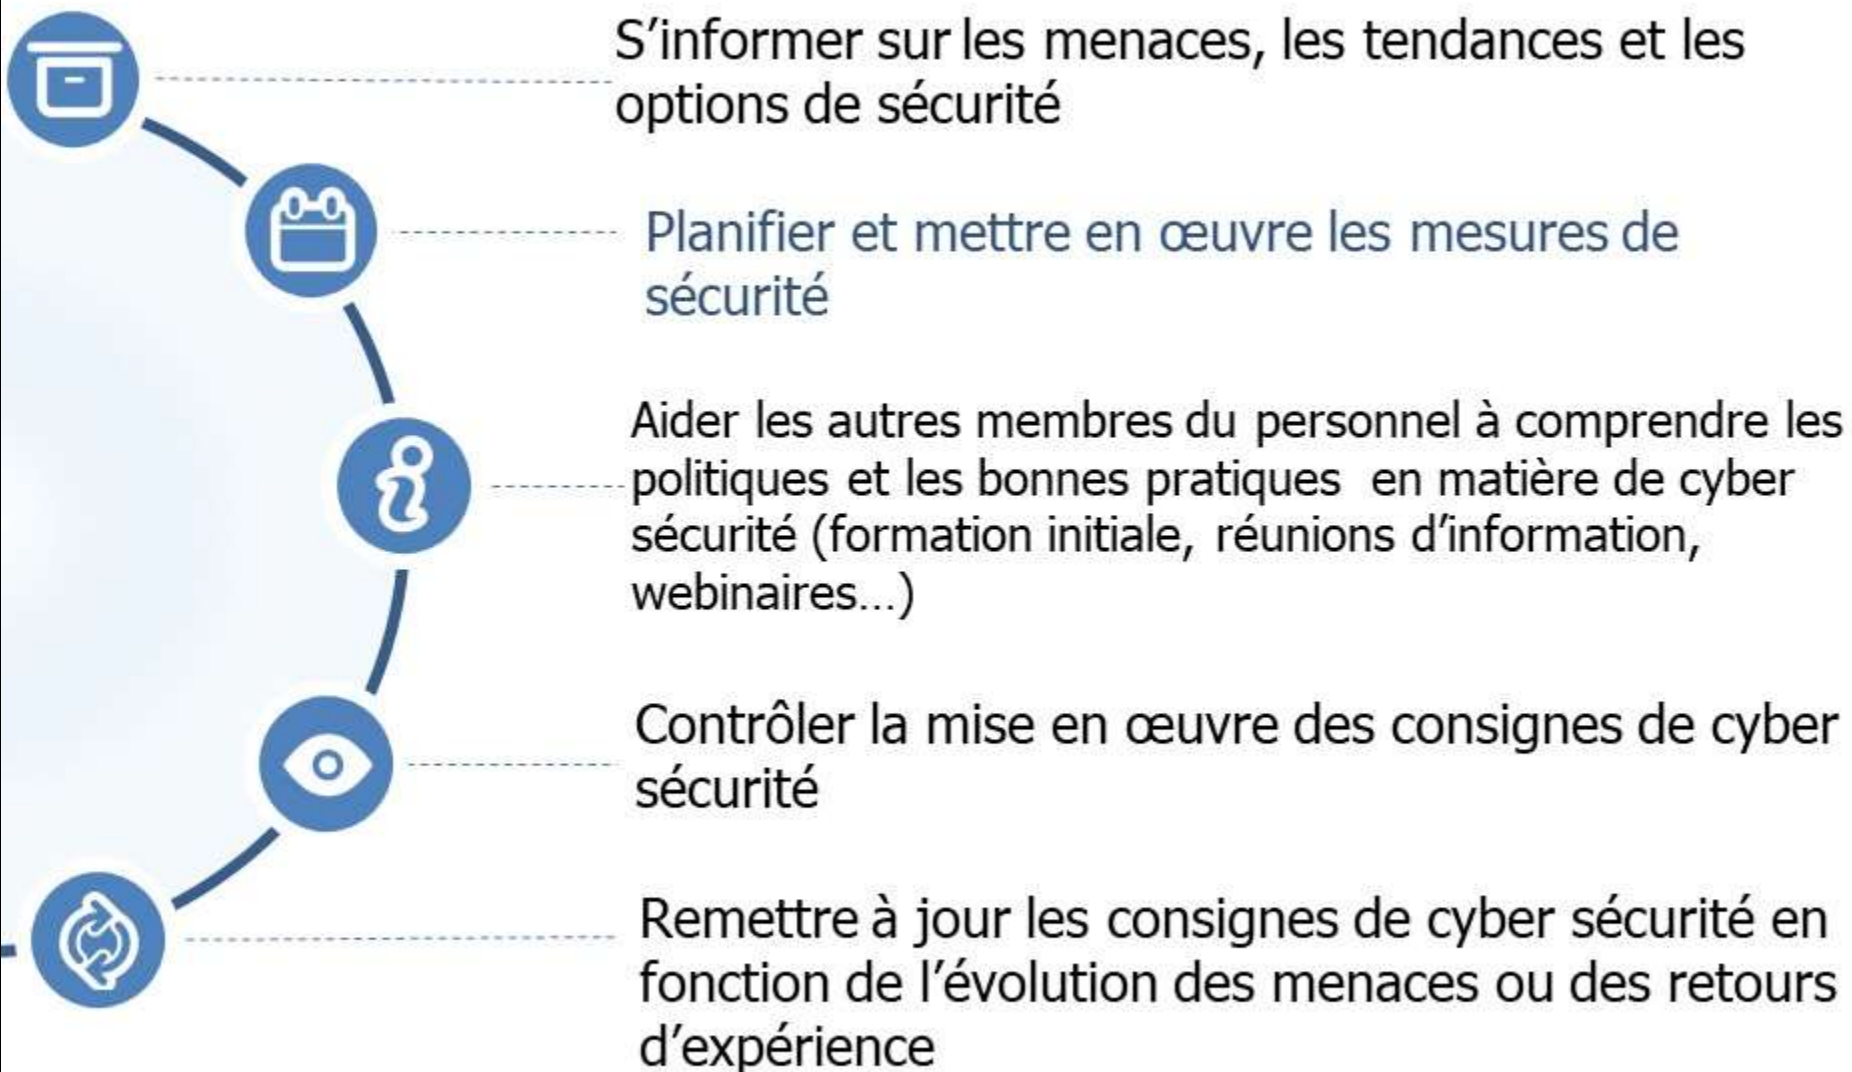 S’informer sur les menaces, les tendances et les
options de sécurité
Planifier et mettre en œuvre les mesures de
sécurité
Aider les autres membres du personnel à comprendre les
politiques et les bonnes pratiques en matière de cyber
sécurité (formation initiale, réunions d’information,
webinaires…)
Contrôler la mise en œuvre des consignes de cyber
sécurité
Remettre à jour les consignes de cyber sécurité en
fonction de l’évolution des menaces ou des retours
d’expérience